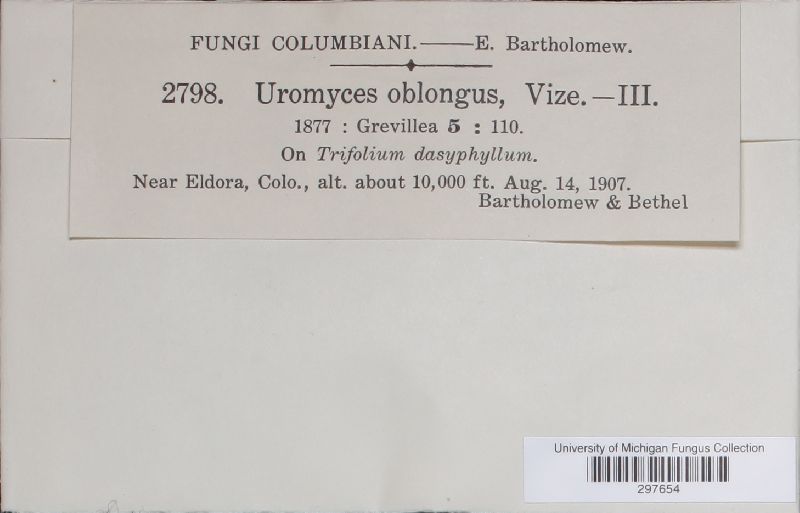 FUNGI COLUMBIANI.——E. Bartholomew.
2798. Uromyces oblongus, Vize.—III.
1877 : Grevillea 5 : 110.
On Trifolium dasyphyllum.
Near Eldora, Colo., alt. about 10,000 ft. Aug. 14, 1907.
Bartholomew & Bethel
University of Michigan Fungus Collection
297654